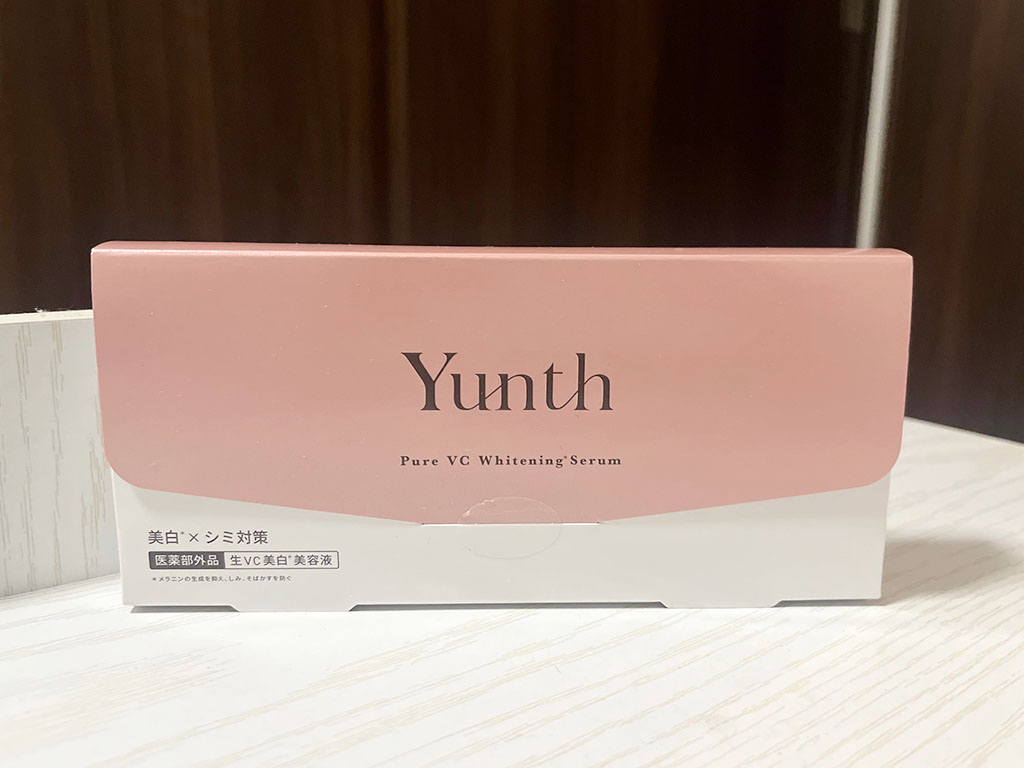 Yunth
Pure VC Whitening*Serum
美白*×シミ対策
医薬部外品 生VC美白*美容液
*メラニンの生成を抑え、しみ、そばかすを防ぐ